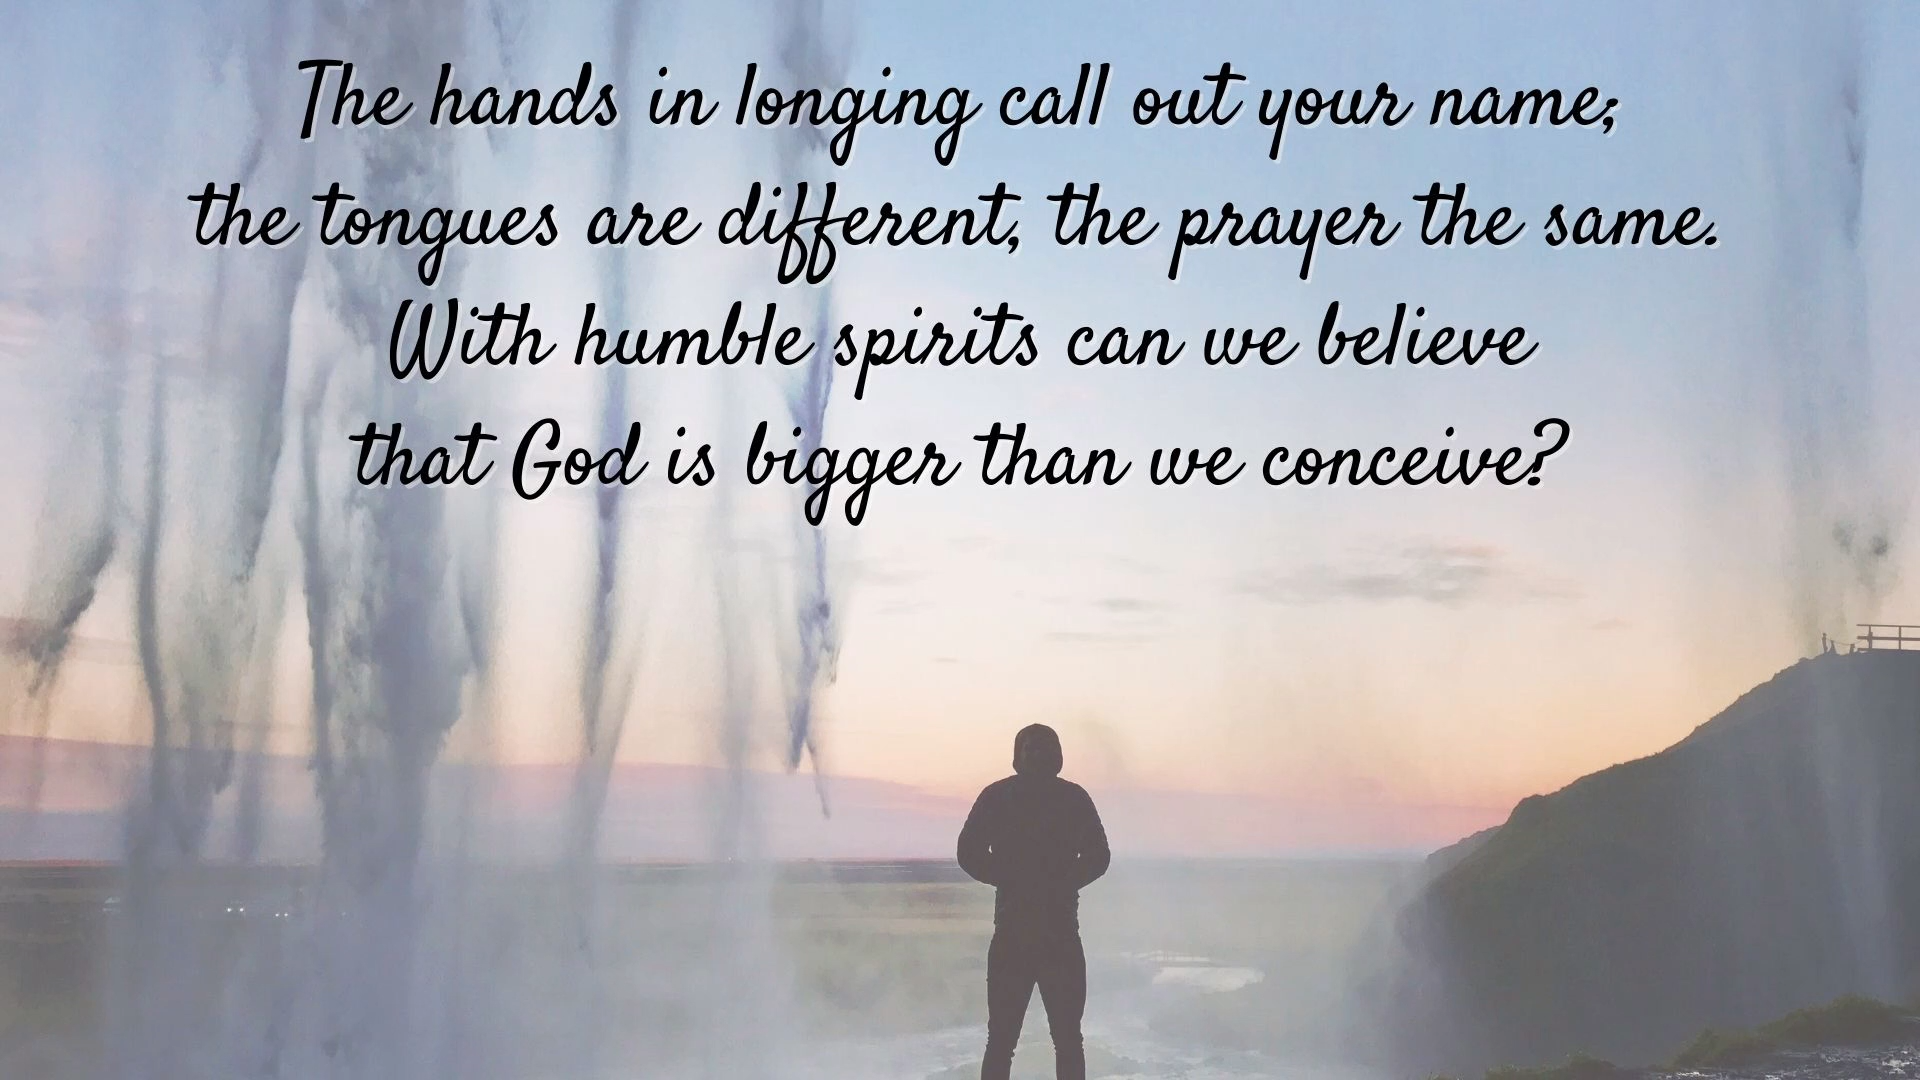 The hands in longing call out your name;
the tongues are different, the prayer the same.
With humble spirits can we believe
that God is bigger than we conceive?